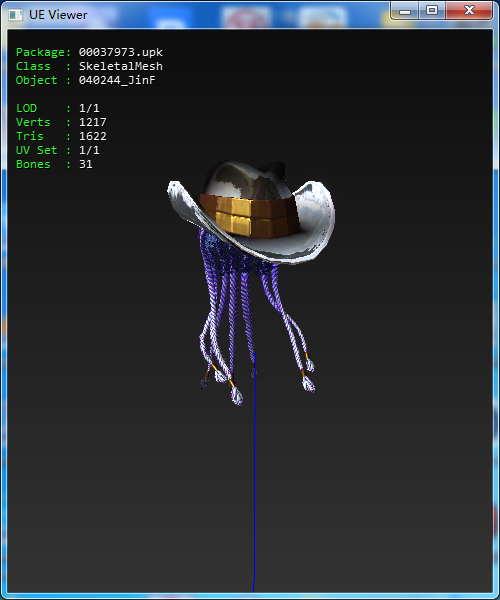 UE Viewer
Package: 00037973.upk
Class  : SkeletalMesh
Object : 040244_JinF
LOD    : 1/1
Verts  : 1217
Tris   : 1622
UV Set : 1/1
Bones  : 31